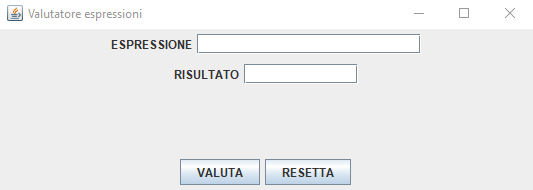 Valutatore espressioni
ESPRESSIONE
RISULTATO
VALUTA RESETTA